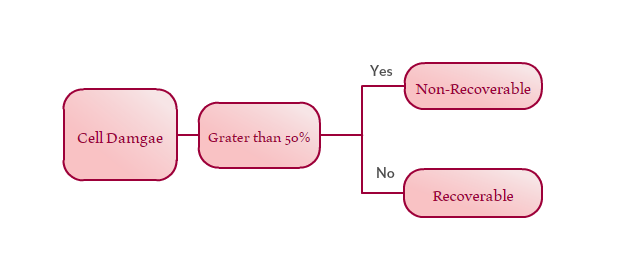 Cell Damgae
Grater than 50%
Yes
Non-Recoverable
No
Recoverable